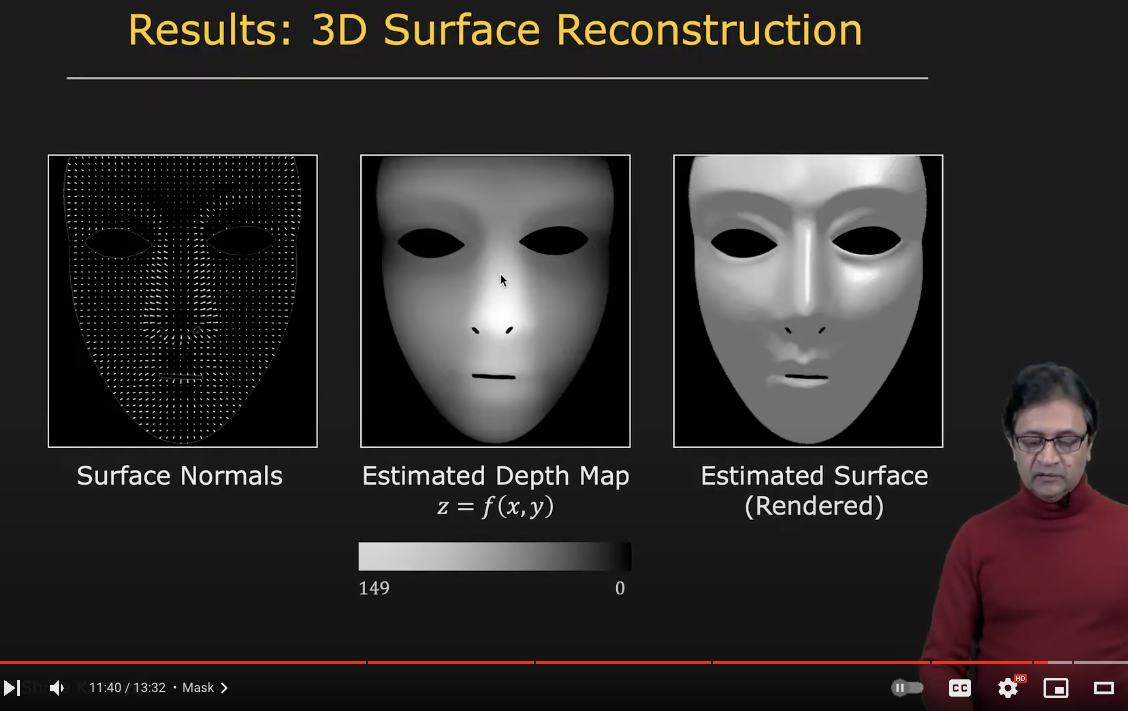 Results: 3D Surface Reconstruction
Surface Normals
Estimated Depth Map
z = f(x, y)
Estimated Surface
(Rendered)
149
0
11:40 / 13:32 • Mask
CC
HD